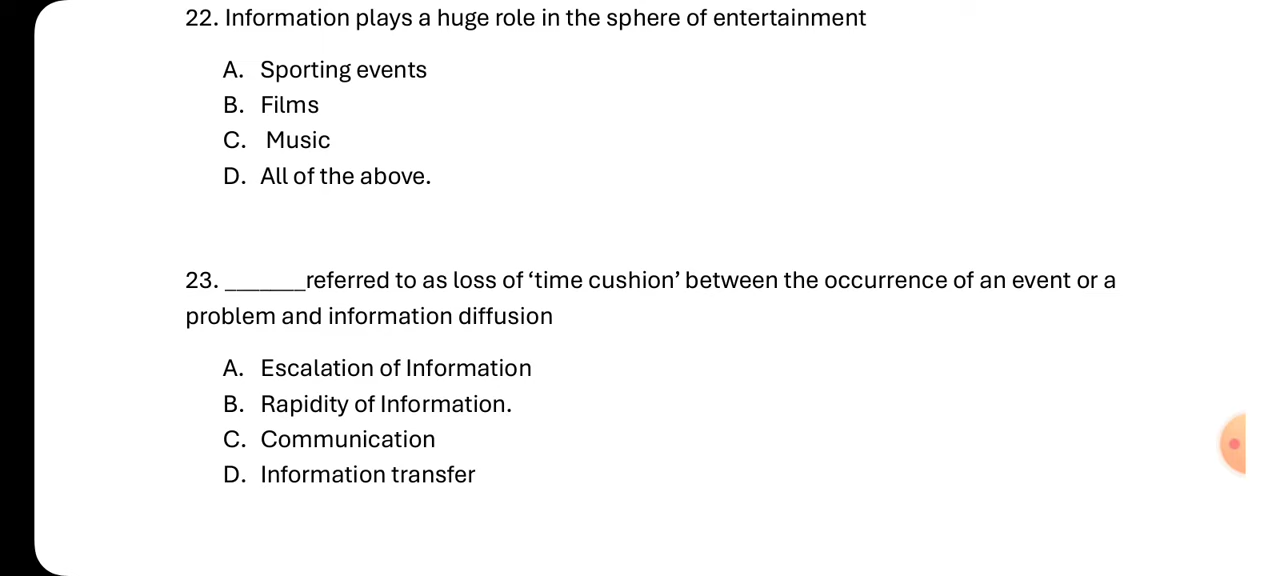 22. Information plays a huge role in the sphere of entertainment
A. Sporting events
B. Films
C. Music
D. All of the above.
23. _______referred to as loss of ‘time cushion’ between the occurrence of an event or a
problem and information diffusion
A. Escalation of Information
B. Rapidity of Information.
C. Communication
D. Information transfer